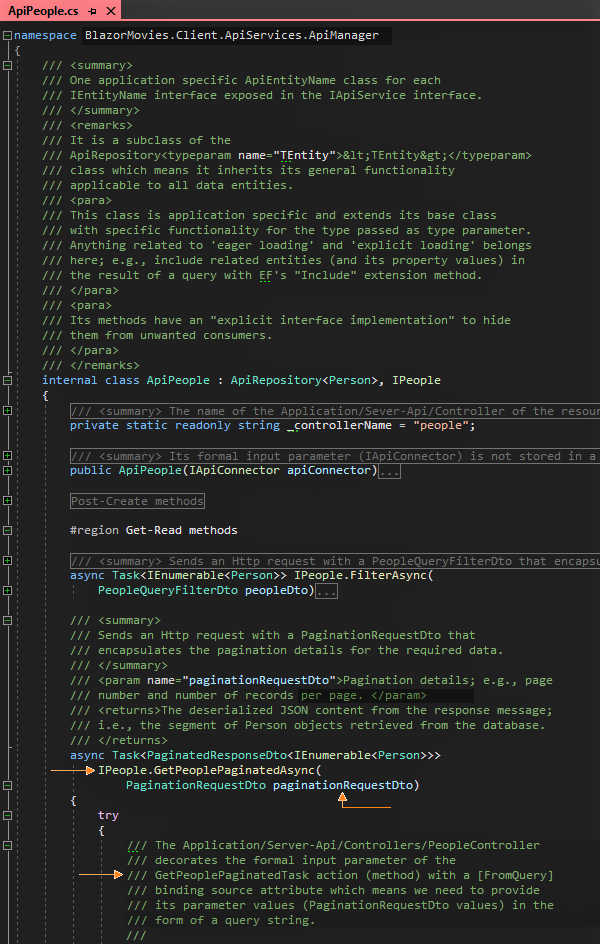 ApiPeople.cs
namespace BlazorMovies.Client.ApiServices.ApiManager
{
/// <summary>
/// One application specific ApiEntityName class for each
/// IEntityName interface exposed in the IApiService interface.
/// </summary>
/// <remarks>
/// It is a subclass of the
/// ApiRepository<typeparam name="TEntity">&lt;TEntity&gt;</typeparam>
/// class which means it inherits its general functionality
/// applicable to all data entities.
/// <para>
/// This class is application specific and extends its base class
/// with specific functionality for the type passed as type parameter.
/// Anything related to 'eager loading' and 'explicit loading' belongs
/// here; e.g., include related entities (and its property values) in
/// the result of a query with EF's "Include" extension method.
/// </para>
/// <para>
/// Its methods have an "explicit interface implementation" to hide
/// them from unwanted consumers.
/// </para>
/// </remarks>
internal class ApiPeople : ApiRepository<Person>, IPeople
{
/// <summary> The name of the Application/Sever-Api/Controller of the resour
private static readonly string _controllerName = "people";
/// <summary> Its formal input parameter (IApiConnector) is not stored in a
public ApiPeople(IApiConnector apiConnector)...
Post-Create methods
#region Get-Read methods
/// <summary> Sends an Http request with a PeopleQueryFilterDto that encapsu
async Task<IEnumerable<Person>> IPeople.FilterAsync(
PeopleQueryFilterDto peopleDto)...
/// <summary>
/// Sends an Http request with a PaginationRequestDto that
/// encapsulates the pagination details for the required data.
/// </summary>
/// <param name="paginationRequestDto">Pagination details; e.g., page
/// number and number of records per page. </param>
/// <returns>The deserialized JSON content from the response message;
/// i.e., the segment of Person objects retrieved from the database.
/// </returns>
async Task<PaginatedResponseDto<IEnumerable<Person>>>
IPeople.GetPeoplePaginatedAsync(
PaginationRequestDto paginationRequestDto)
{
try
{
/// The Application/Server-Api/Controllers/PeopleController
/// decorates the formal input parameter of the
/// GetPeoplePaginatedTask action (method) with a [FromQuery]
/// binding source attribute which means we need to provide
/// its parameter values (PaginationRequestDto values) in the
/// form of a query string.
///